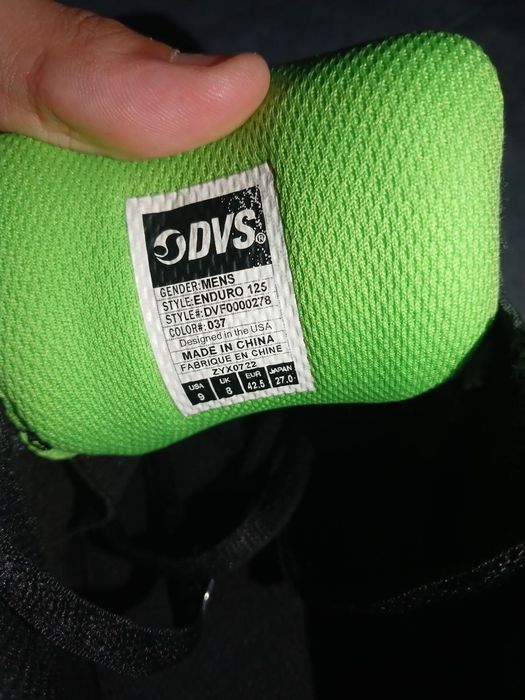 DVS®
GENDER:MENS
STYLE:ENDURO 125
STYLE#:DVF0000278
COLOR#:037
Designed in the USA
MADE IN CHINA
FABRIQUE EN CHINE
ZYX0722
USA UK EUR JAPAN
9 8 42.5 27.0